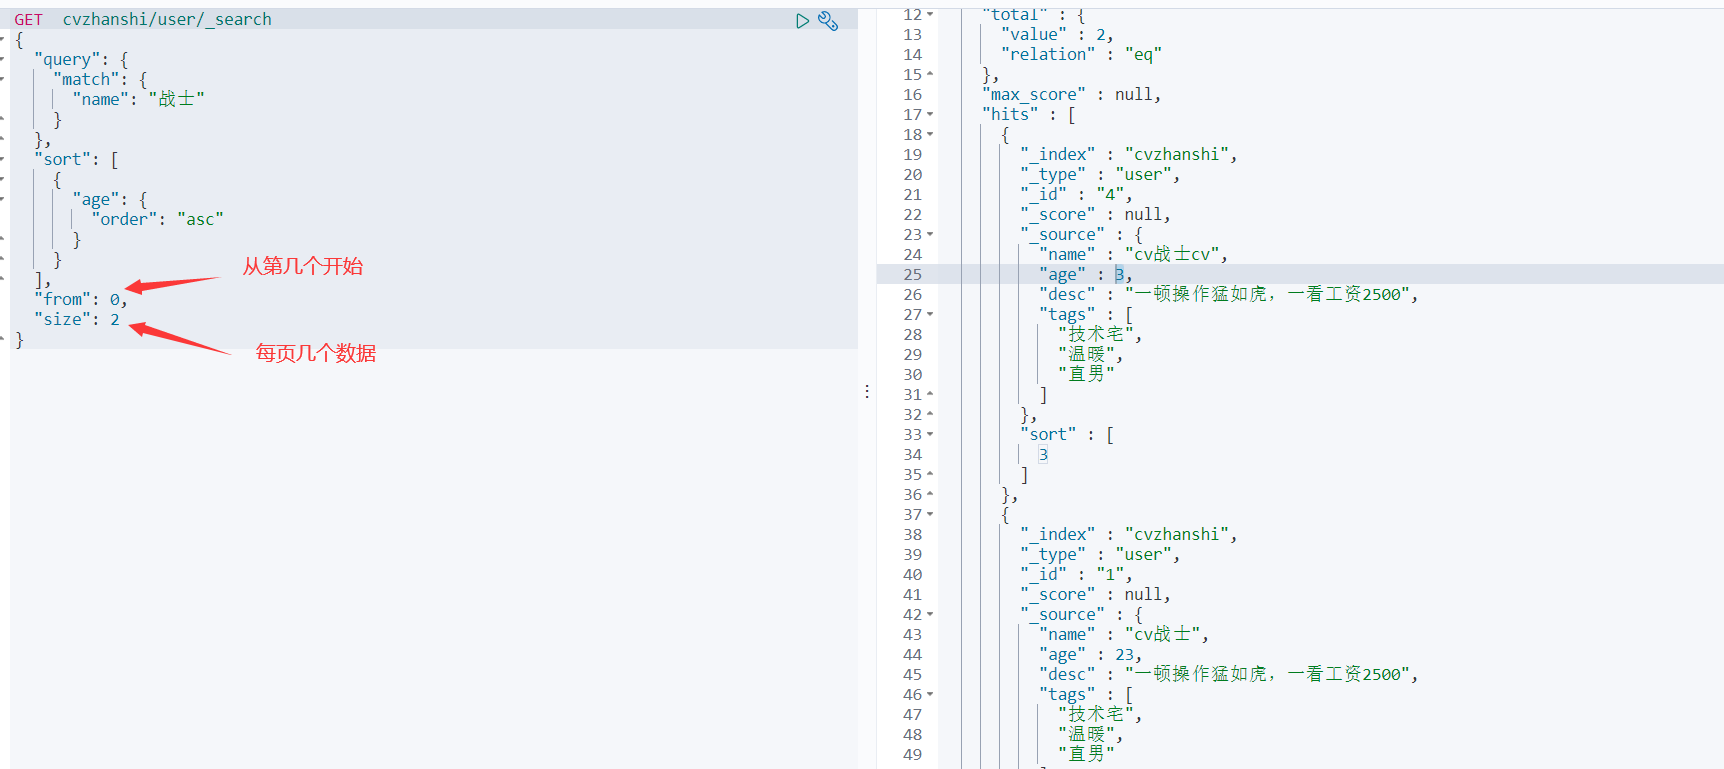 GET cvzhanshi/user/_search
{
"query": {
"match": {
"name": "战士"
}
},
"sort": [
{
"age": {
"order": "asc"
}
}
],
"from": 0,
"size": 2
}
从第几个开始
每页几个数据
12 "total" : {
13 "value" : 2,
14 "relation" : "eq"
15 },
16 "max_score" : null,
17 "hits" : [
18 {
19 "_index" : "cvzhanshi",
20 "_type" : "user",
21 "_id" : "4",
22 "_score" : null,
23 "_source" : {
24 "name" : "cv战士cv",
25 "age" : 3,
26 "desc" : "一顿操作猛如虎，一看工资2500",
27 "tags" : [
28 "技术宅",
29 "温暖",
30 "直男"
31 ]
32 },
33 "sort" : [
34 3
35 ]
36 },
37 {
38 "_index" : "cvzhanshi",
39 "_type" : "user",
40 "_id" : "1",
41 "_score" : null,
42 "_source" : {
43 "name" : "cv战士",
44 "age" : 23,
45 "desc" : "一顿操作猛如虎，一看工资2500",
46 "tags" : [
47 "技术宅",
48 "温暖",
49 "直男"